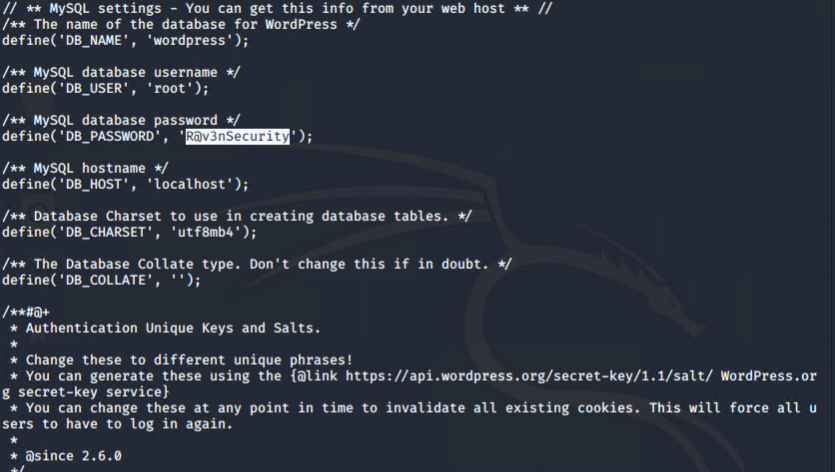 // ** MySQL settings - You can get this info from your web host ** //
/** The name of the database for WordPress */
define('DB_NAME', 'wordpress');
/** MySQL database username */
define('DB_USER', 'root');
/** MySQL database password */
define('DB_PASSWORD', 'R@v3nSecurity');
/** MySQL hostname */
define('DB_HOST', 'localhost');
/** Database Charset to use in creating database tables. */
define('DB_CHARSET', 'utf8mb4');
/** The Database Collate type. Don't change this if in doubt. */
define('DB_COLLATE', '');
/**#@+
 * Authentication Unique Keys and Salts.
 *
 * Change these to different unique phrases!
 * You can generate these using the {@link https://api.wordpress.org/secret-key/1.1/salt/ WordPress.or
g secret-key service}
 * You can change these at any point in time to invalidate all existing cookies. This will force all u
sers to have to log in again.
 *
 * @since 2.6.0
 */